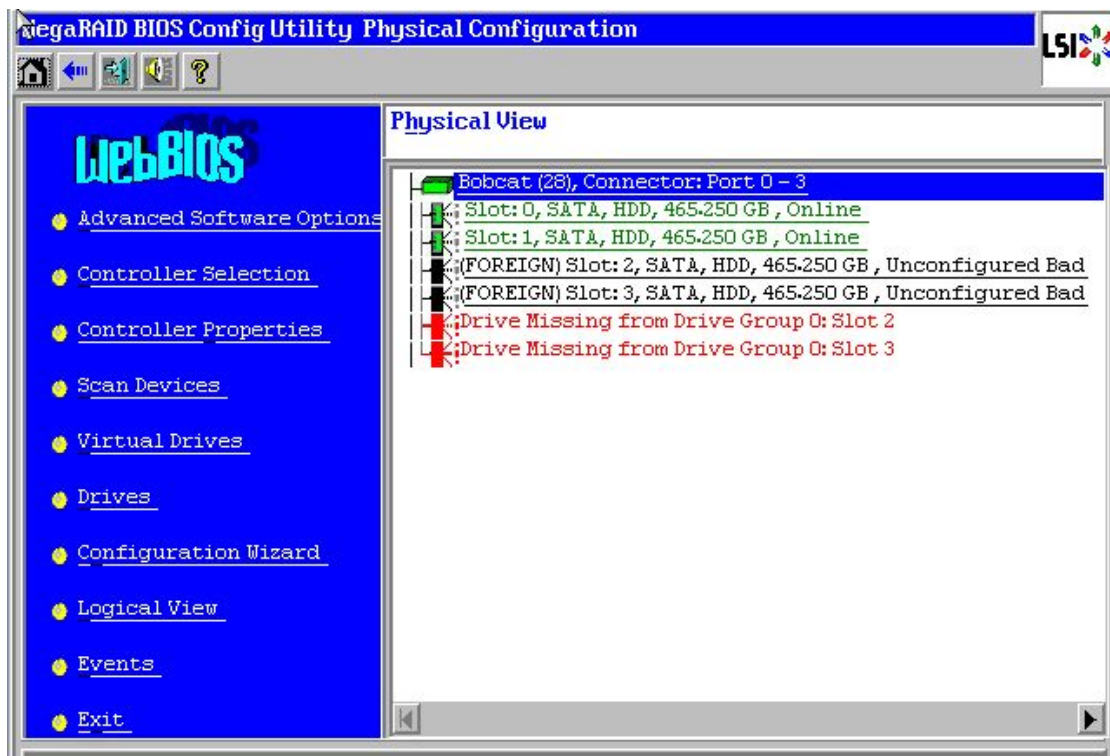 MegaRAID BIOS Config Utility Physical Configuration
LSI
?
WebBIOS
Physical View
Bobcat (28), Connector: Port 0 - 3
Slot: 0, SATA, HDD, 465.250 GB , Online
Slot: 1, SATA, HDD, 465.250 GB , Online
(FOREIGN) Slot: 2, SATA, HDD, 465.250 GB , Unconfigured Bad
(FOREIGN) Slot: 3, SATA, HDD, 465.250 GB , Unconfigured Bad
Drive Missing from Drive Group 0: Slot 2
Drive Missing from Drive Group 0: Slot 3
Advanced Software Options
Controller Selection
Controller Properties
Scan Devices
Virtual Drives
Drives
Configuration Wizard
Logical View
Events
Exit